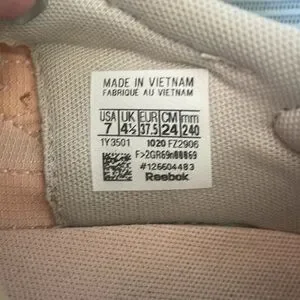 MADE IN VIETNAM
FABRIQUÉ AU VIETNAM
USA UK EUR CM mm
7 4½ 37.5 24 240
1Y3501 1020 FZ2906
#126604483
Reebok